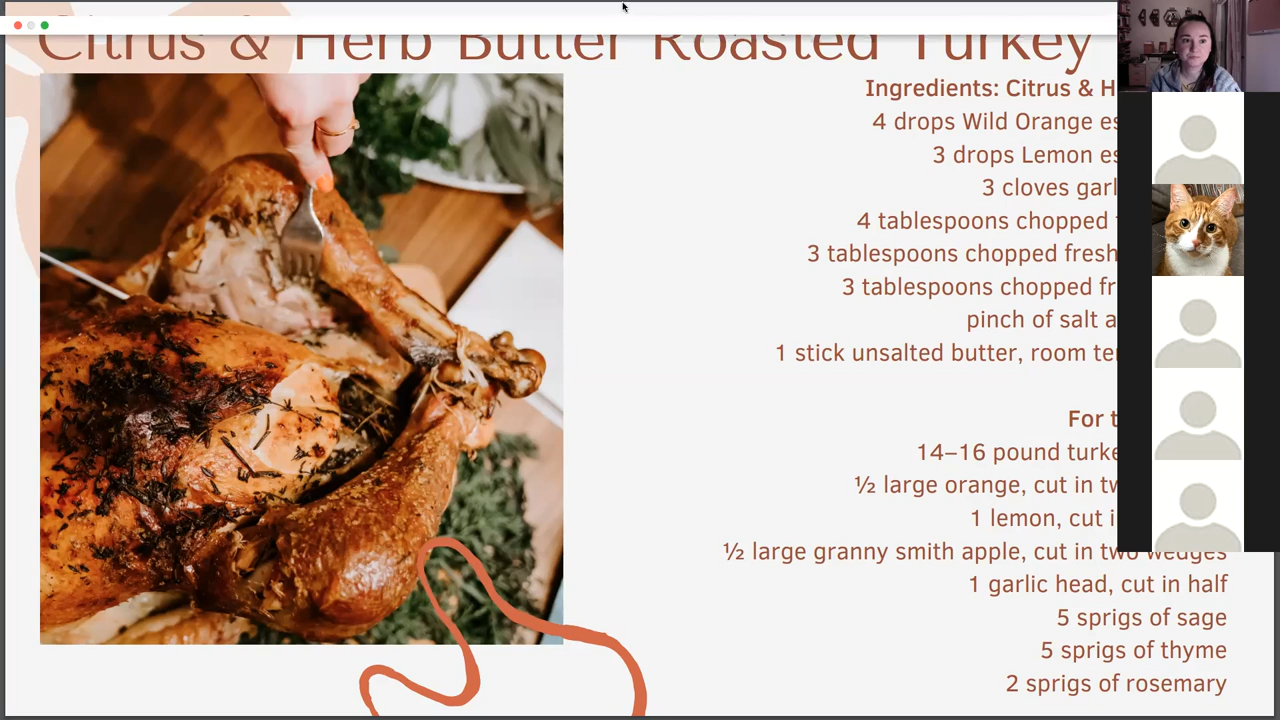 Citrus & Herb Butter Roasted Turkey
Ingredients: Citrus & H
4 drops Wild Orange es
3 drops Lemon es
3 cloves garl
4 tablespoons chopped
3 tablespoons chopped fresh
3 tablespoons chopped fr
pinch of salt a
1 stick unsalted butter, room te
For t
14–16 pound turke
½ large orange, cut in tw
1 lemon, cut i
½ large granny smith apple, cut in two wedges
1 garlic head, cut in half
5 sprigs of sage
5 sprigs of thyme
2 sprigs of rosemary